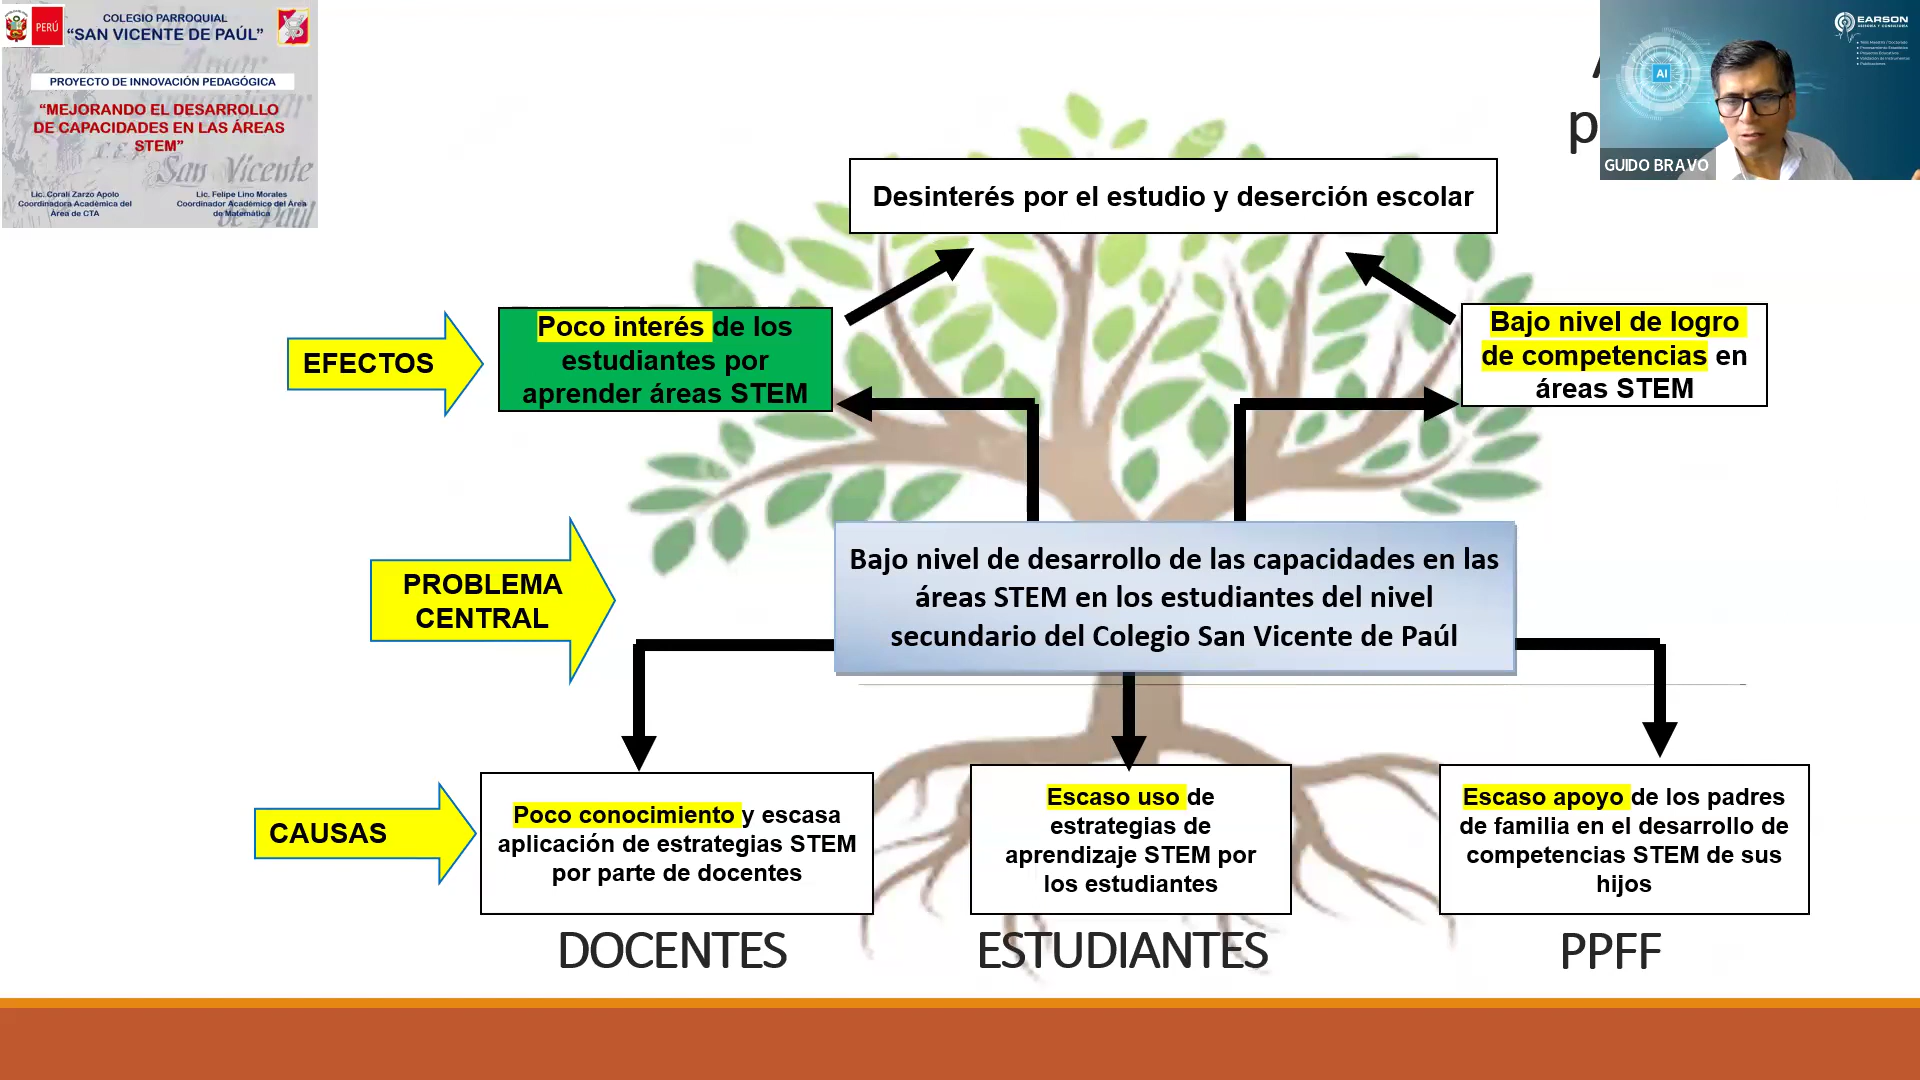 PERÚ
COLEGIO PARROQUIAL
“SAN VICENTE DE PAÚL”
PROYECTO DE INNOVACIÓN PEDAGÓGICA
“MEJORANDO EL DESARROLLO
DE CAPACIDADES EN LAS ÁREAS
STEM”
San Vicente
de Paúl
Lic. Corali Zarzo Apolo
Coordinadora Académica del
Área de CTA
Lic. Felipe Lino Morales
Coordinador Académico del Área
de Matemática
p
AI
EARSON
GUIDO BRAVO
Desinterés por el estudio y deserción escolar
EFECTOS
Poco interés de los
estudiantes por
aprender áreas STEM
Bajo nivel de logro
de competencias en
áreas STEM
PROBLEMA
CENTRAL
Bajo nivel de desarrollo de las capacidades en las
áreas STEM en los estudiantes del nivel
secundario del Colegio San Vicente de Paúl
CAUSAS
Poco conocimiento y escasa
aplicación de estrategias STEM
por parte de docentes
Escaso uso de
estrategias de
aprendizaje STEM por
los estudiantes
Escaso apoyo de los padres
de familia en el desarrollo de
competencias STEM de sus
hijos
DOCENTES
ESTUDIANTES
PPFF